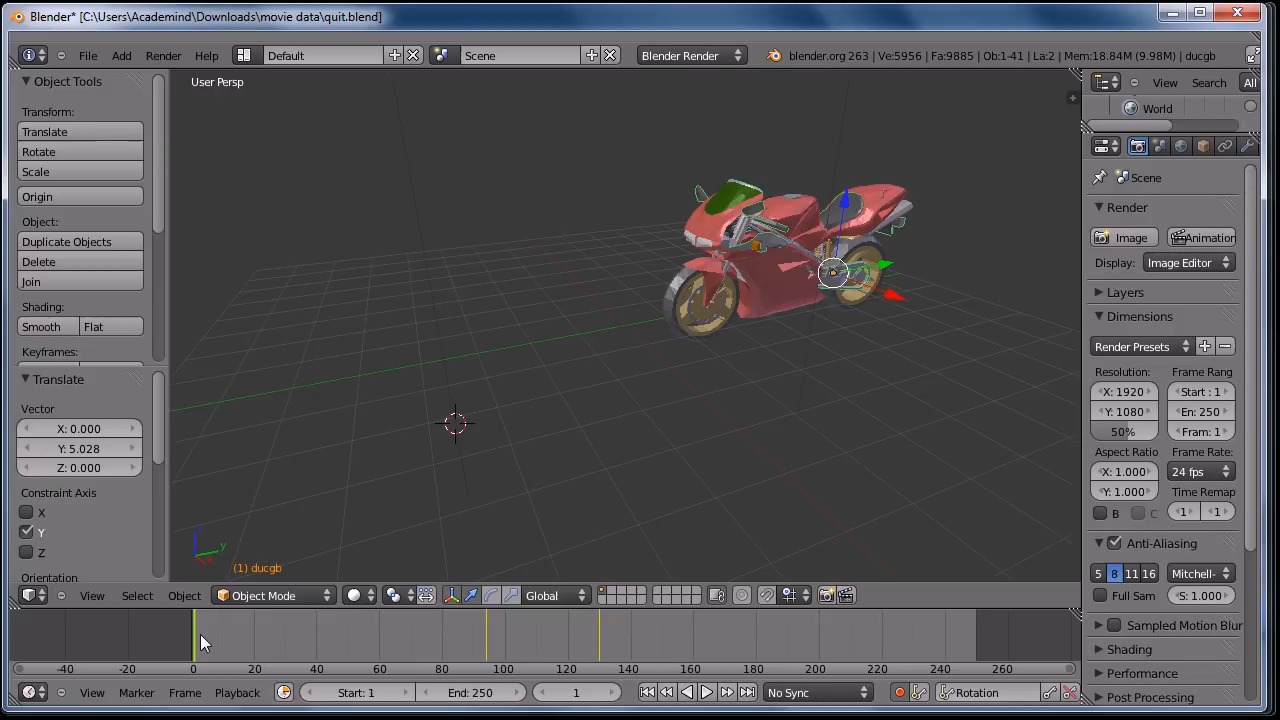 Blender* [C:\Users\Academind\Downloads\movie data\quit.blend]
File Add Render Help Default Scene Blender Render blender.org 263 | Ve:5956 | Fa:9885 | Ob:1-41 | La:2 | Mem:18.84M (9.98M) | ducgb
Object Tools
Transform:
Translate
Rotate
Scale
Origin
Object:
Duplicate Objects
Delete
Join
Shading:
Smooth Flat
Keyframes:
Translate
Vector
X: 0.000
Y: 5.028
Z: 0.000
Constraint Axis
X
Y
Z
Orientation
User Persp
z
y
(1) ducgb
View Search All
World
Scene
Render
Image Animation
Display: Image Editor
Layers
Dimensions
Render Presets
Resolution: Frame Rang
X: 1920 Start : 1
Y: 1080 En: 250
50% Fram: 1
Aspect Ratio Frame Rate:
X: 1.000 24 fps
Y: 1.000 Time Remap
B C 1 1
Anti-Aliasing
5 8 11 16 Mitchell-
Full Sam S: 1.000
Sampled Motion Blur
Shading
Performance
Post Processing
View Select Object Object Mode Global
-40 -20 0 20 40 60 80 100 120 140 160 180 200 220 240 260
View Marker Frame Playback Start: 1 End: 250 1 No Sync Rotation